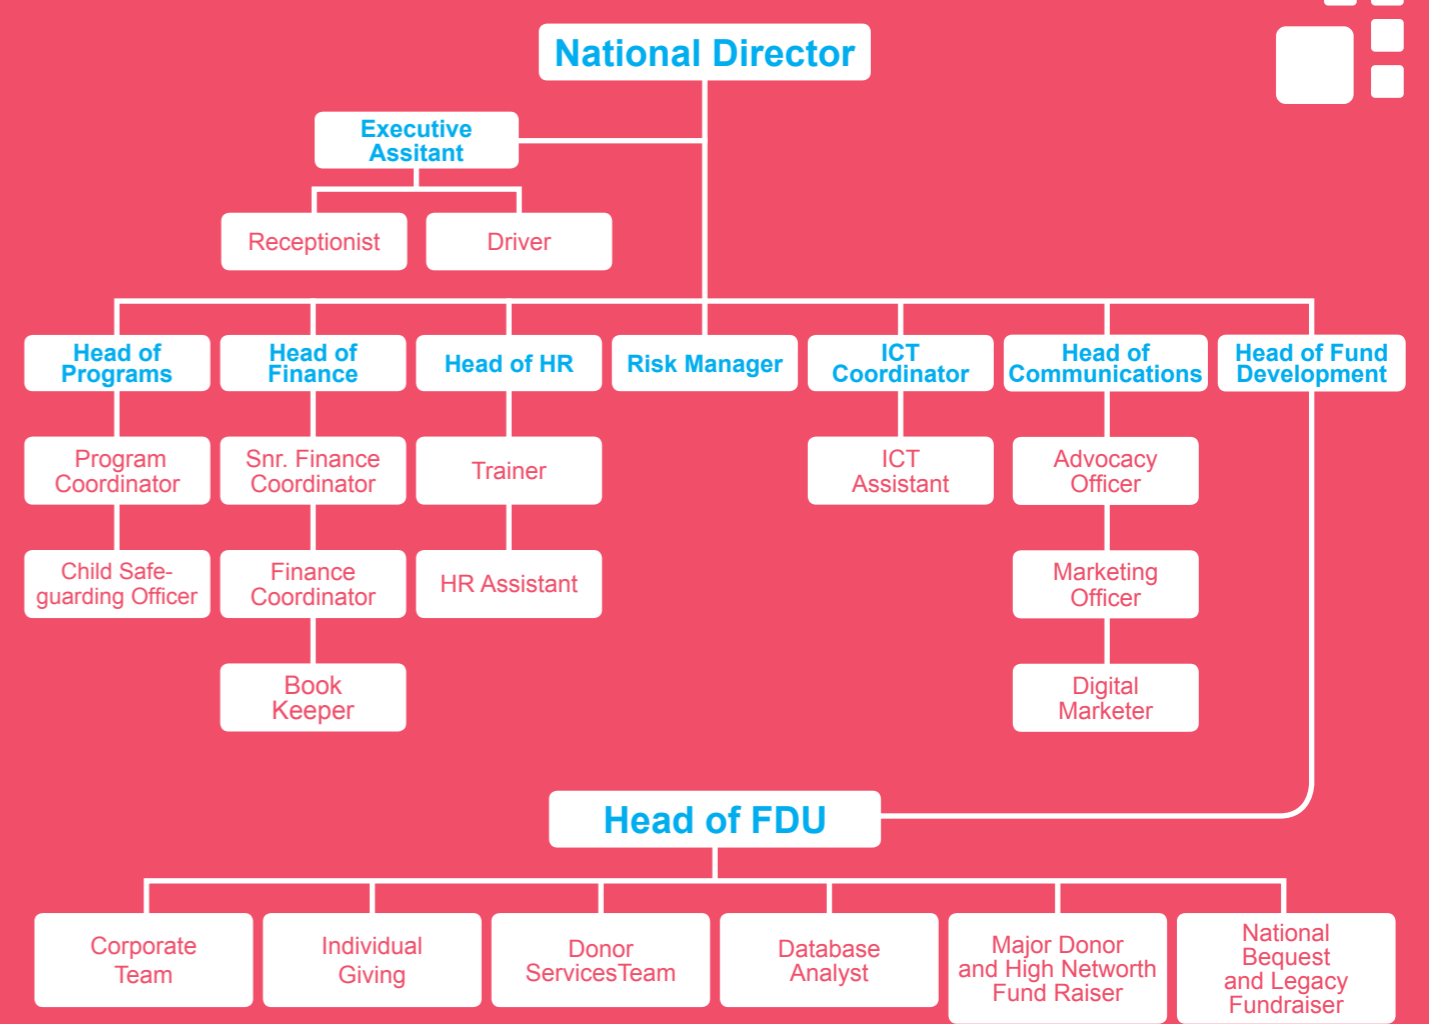 National Director
Executive
Assitant
Receptionist
Driver
Head of
Programs
Head of
Finance
Head of HR
Risk Manager
ICT
Coordinator
Head of
Communications
Head of Fund
Development
Program
Coordinator
Snr. Finance
Coordinator
Trainer
ICT
Assistant
Advocacy
Officer
Child Safe-
guarding Officer
Finance
Coordinator
HR Assistant
Marketing
Officer
Book
Keeper
Digital
Marketer
Head of FDU
Corporate
Team
Individual
Giving
Donor
ServicesTeam
Database
Analyst
Major Donor
and High Networth
Fund Raiser
National
Bequest
and Legacy
Fundraiser